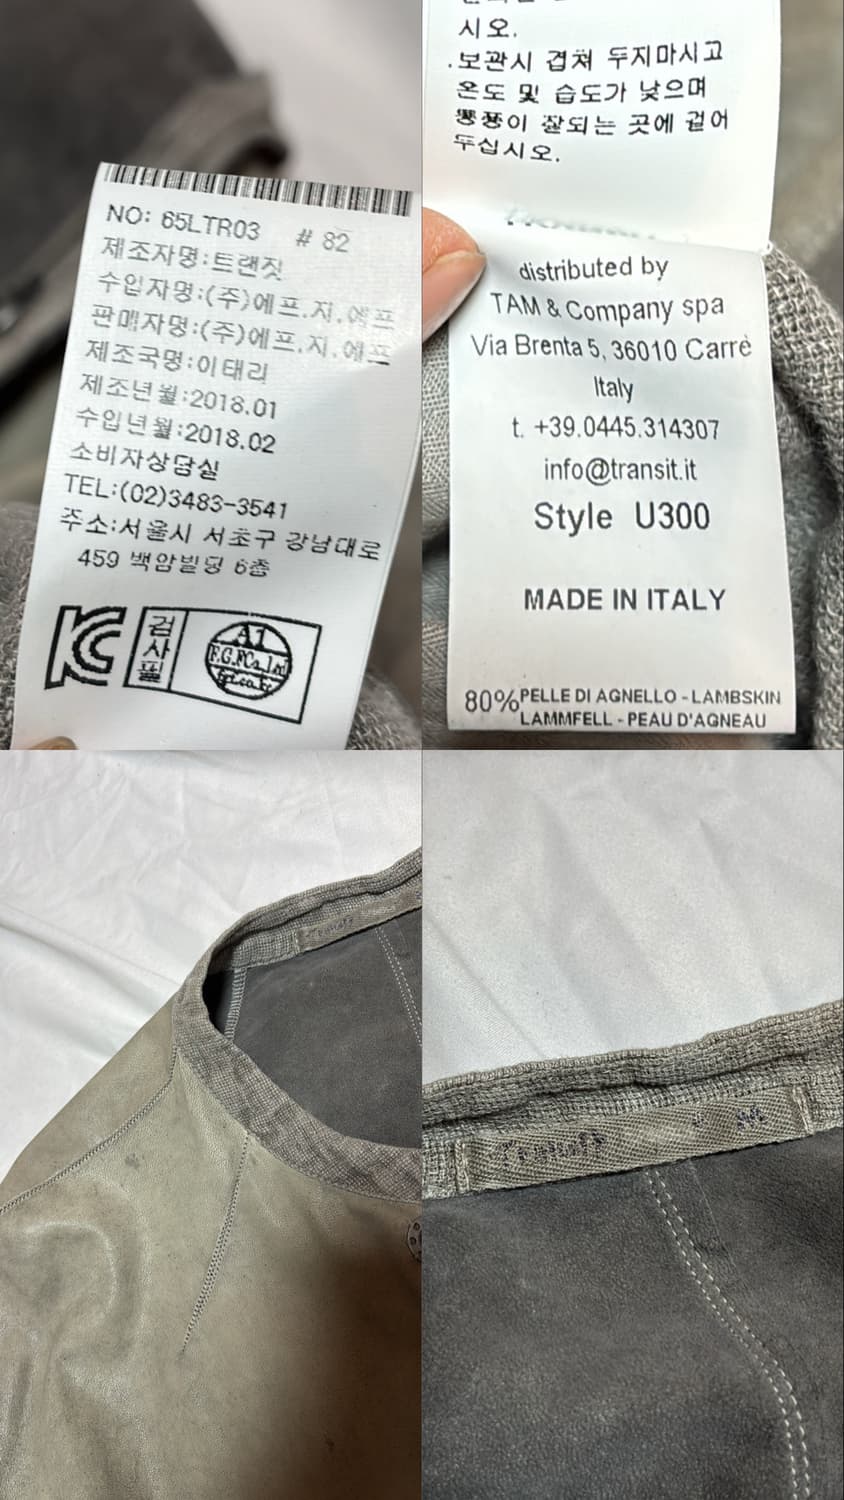 NO: 65LTR03 # 82
제조자명:트랜짓
수입자명:(주)에프.지.에프
판매자명:(주)에프.지.에프
제조국명:이태리
제조년월:2018.01
수입년월:2018.02
소비자상담실
TEL:(02)3483-3541
주소:서울시 서초구 강남대로
459 백암빌딩 6층
KC
검사필
A1
F.G.F Co.,Ltd
시오.
.보관시 겹쳐 두지마시고
온도 및 습도가 낮으며
통풍이 잘되는 곳에 걸어
두십시오.
distributed by
TAM & Company spa
Via Brenta 5, 36010 Carrè
Italy
t. +39.0445.314307
info@transit.it
Style U300
MADE IN ITALY
80% PELLE DI AGNELLO - LAMBSKIN
LAMMFELL - PEAU D'AGNEAU
M